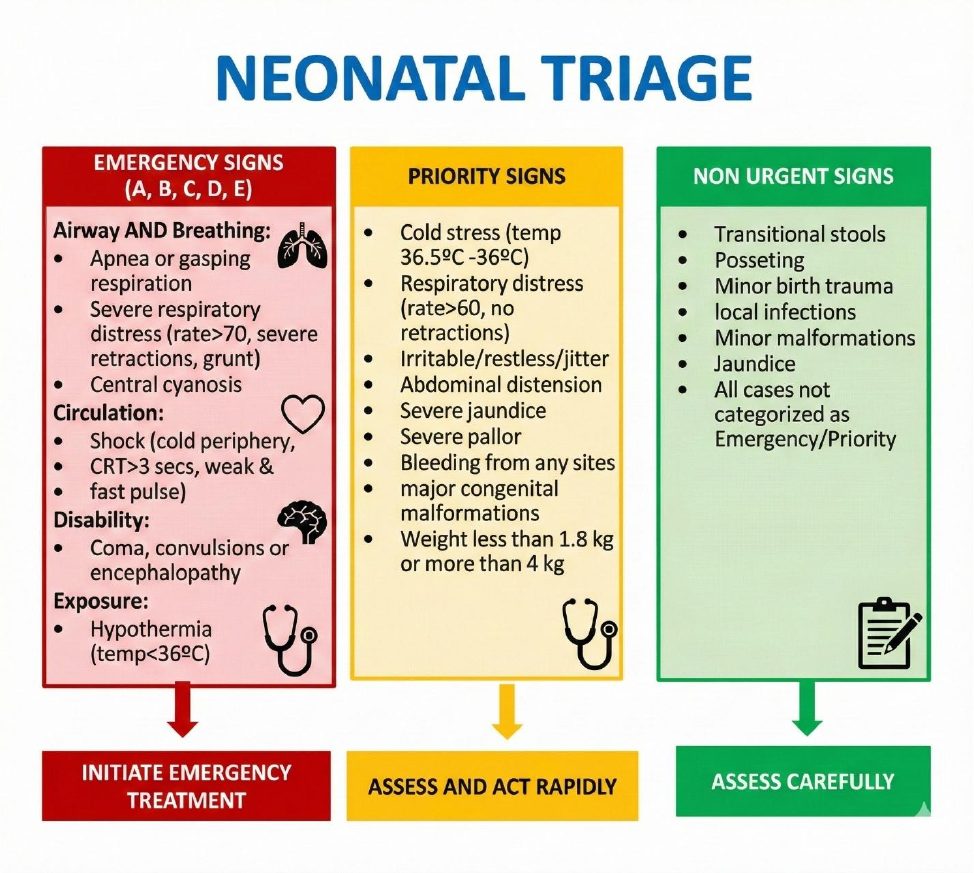 NEONATAL TRIAGE
EMERGENCY SIGNS
(A, B, C, D, E)
Airway AND Breathing:
• Apnea or gasping
respiration
• Severe respiratory
distress (rate>70, severe
retractions, grunt)
• Central cyanosis
Circulation:
• Shock (cold periphery,
• CRT>3 secs, weak &
• fast pulse)
Disability:
• Coma, convulsions or
encephalopathy
Exposure:
• Hypothermia
(temp<36ºC)
INITIATE EMERGENCY
TREATMENT
PRIORITY SIGNS
• Cold stress (temp
36.5ºC -36ºC)
• Respiratory distress
(rate>60, no
retractions)
• Irritable/restless/jitter
• Abdominal distension
• Severe jaundice
• Severe pallor
• Bleeding from any sites
• major congenital
malformations
• Weight less than 1.8 kg
or more than 4 kg
ASSESS AND ACT RAPIDLY
NON URGENT SIGNS
• Transitional stools
• Posseting
• Minor birth trauma
• local infections
• Minor malformations
• Jaundice
• All cases not
categorized as
Emergency/Priority
ASSESS CAREFULLY